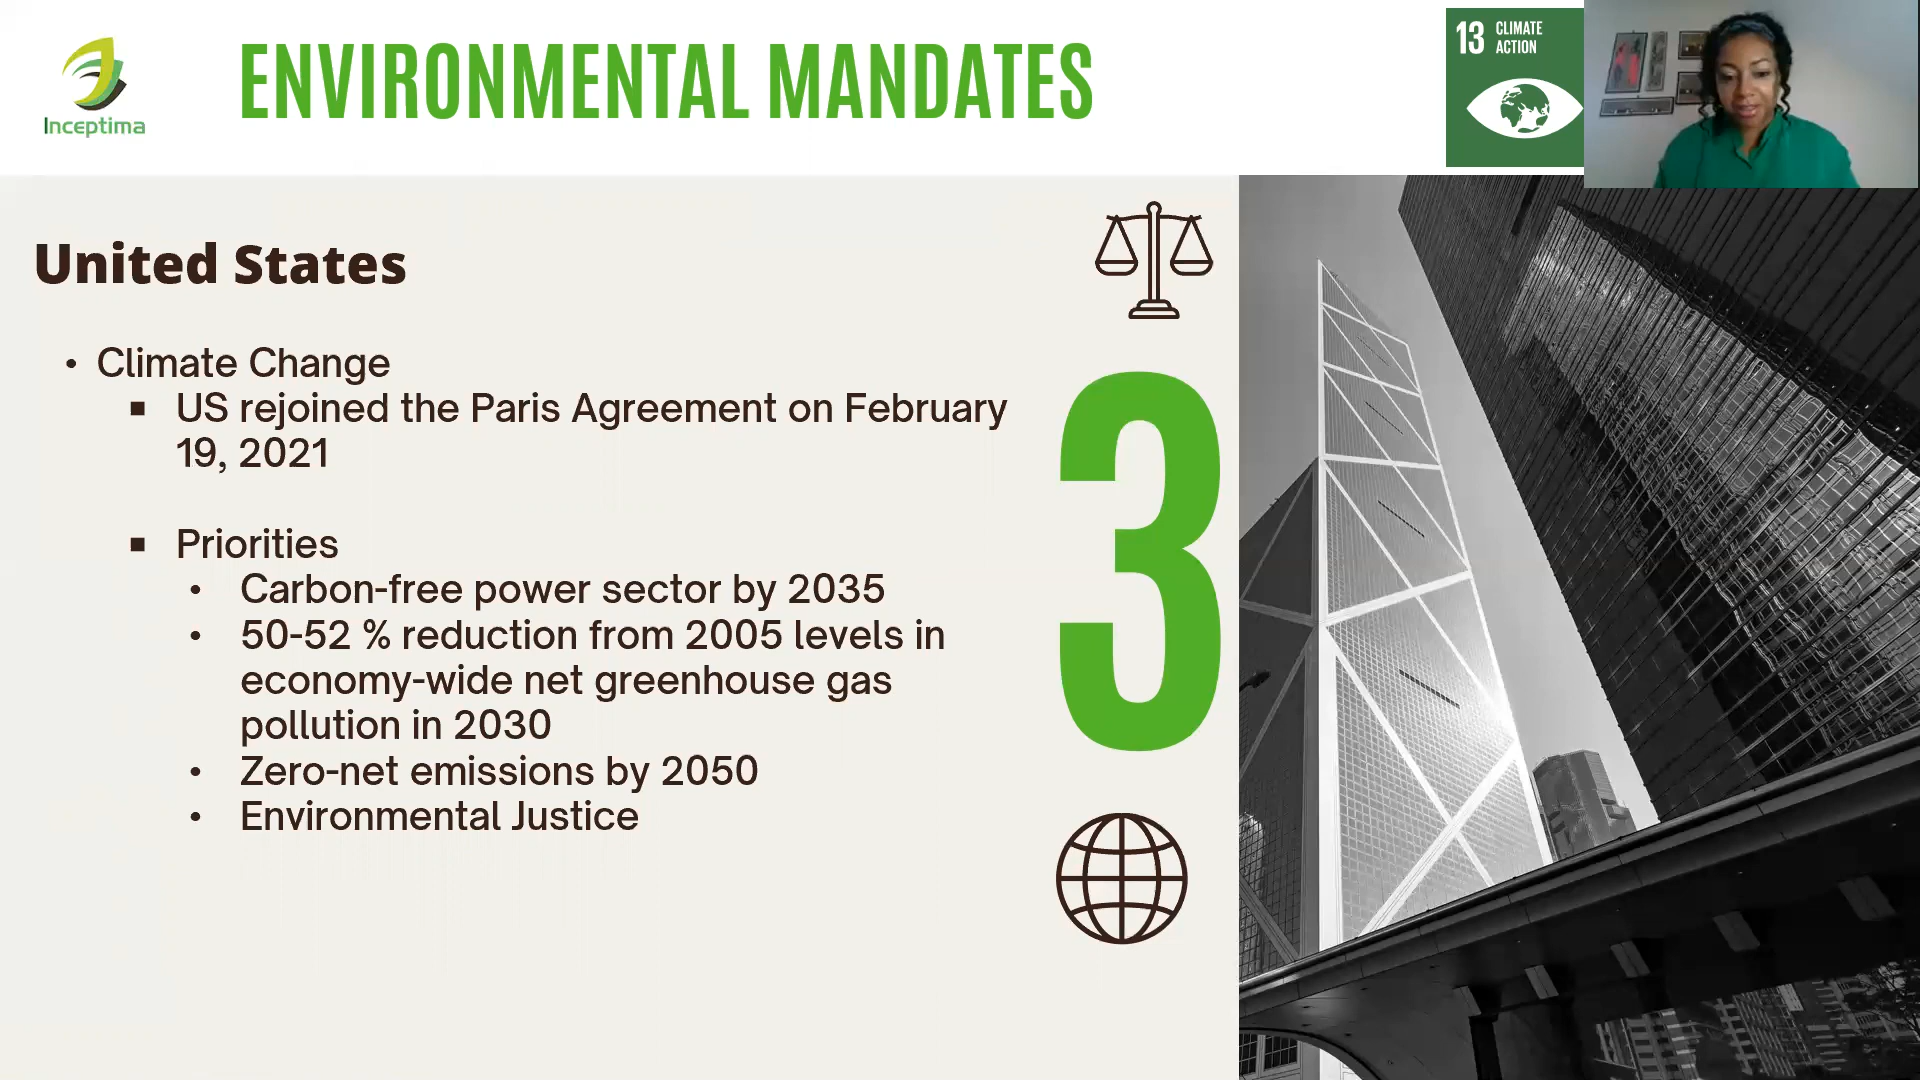 Inceptima
ENVIRONMENTAL MANDATES
13 CLIMATE
ACTION
United States
• Climate Change
▪ US rejoined the Paris Agreement on February
19, 2021
▪ Priorities
• Carbon-free power sector by 2035
• 50-52 % reduction from 2005 levels in
economy-wide net greenhouse gas
pollution in 2030
• Zero-net emissions by 2050
• Environmental Justice
3